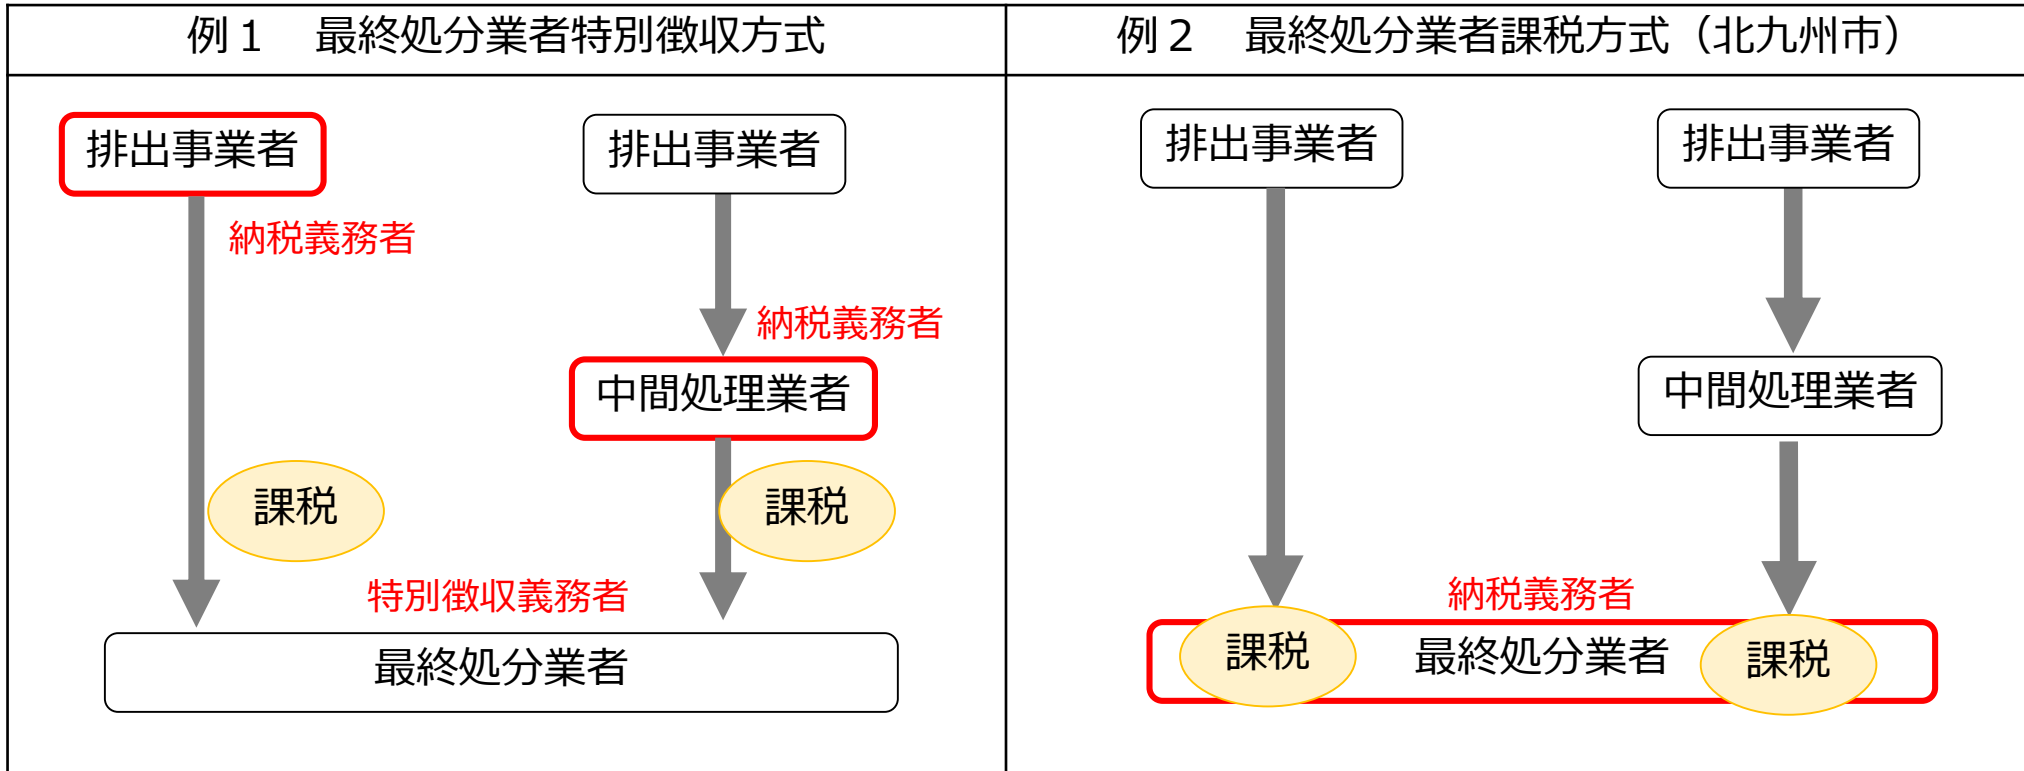 例１　最終処分業者特別徴収方式
排出事業者
排出事業者
納税義務者
納税義務者
中間処理業者
課税
課税
特別徴収義務者
最終処分業者
例２　最終処分業者課税方式（北九州市）
排出事業者
排出事業者
中間処理業者
納税義務者
課税
最終処分業者
課税